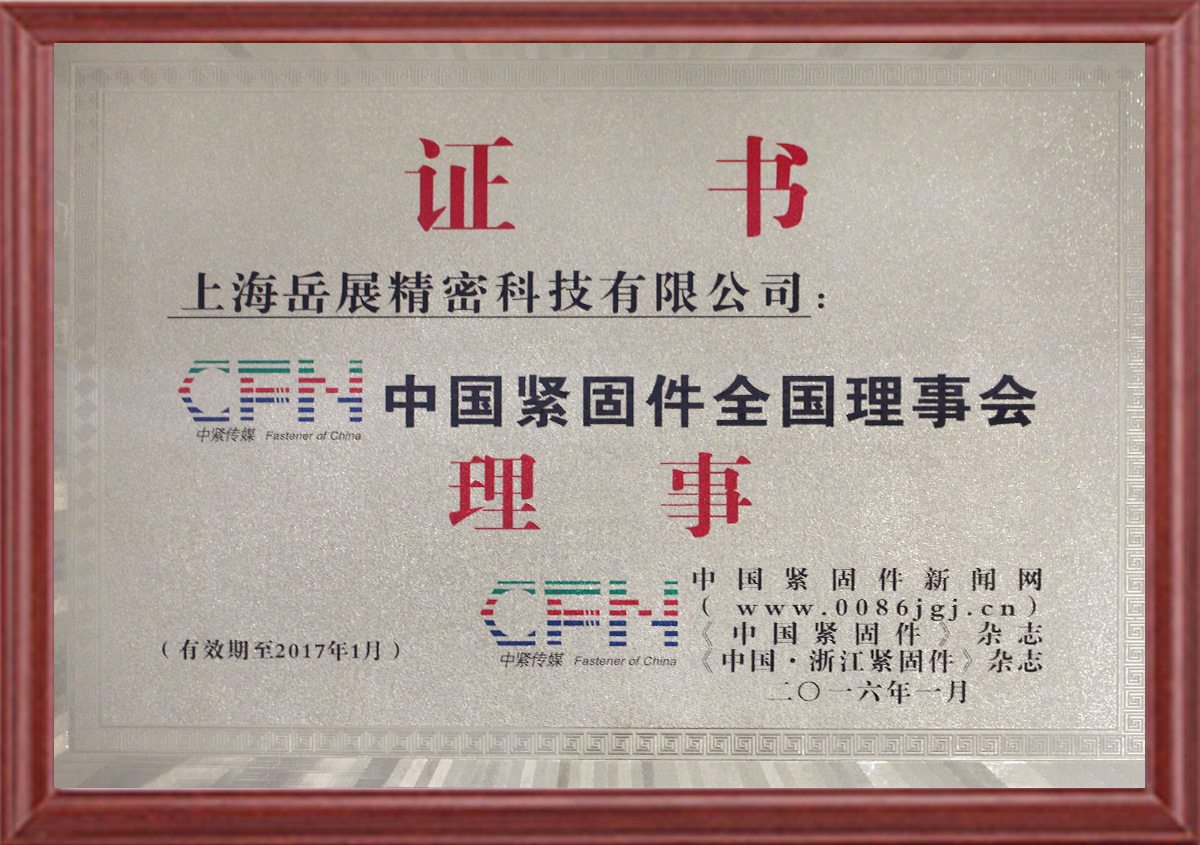 证 书
上海岳展精密科技有限公司：
CFN 中国紧固件全国理事会
中紧传媒 Fastener of China
理 事
CFN
中紧传媒 Fastener of China
中国紧固件新闻网
（www.0086jgj.cn）
《中国紧固件》杂志
《中国·浙江紧固件》杂志
二〇一六年一月
（有效期至2017年1月）